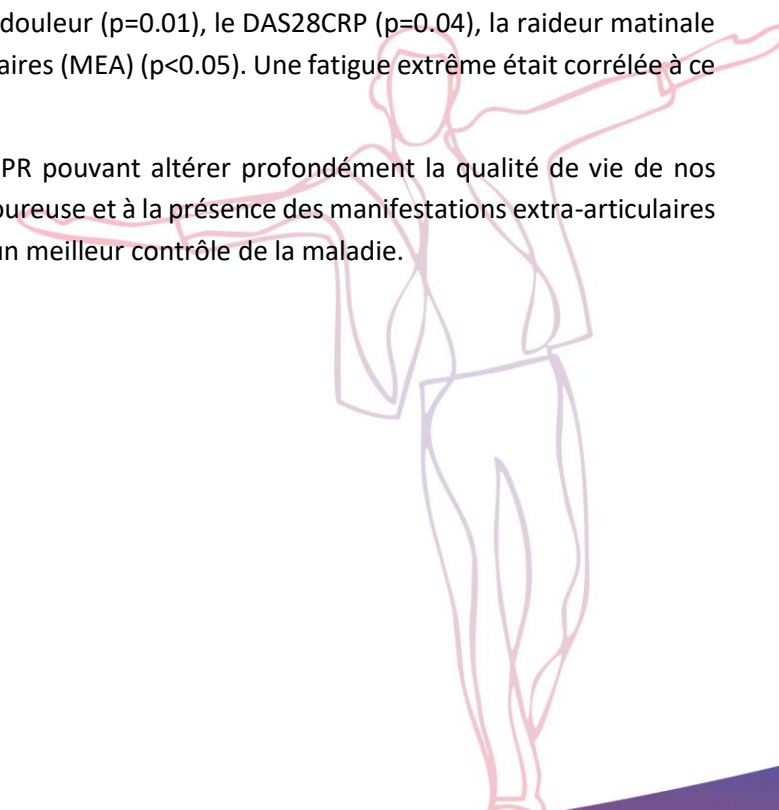 douleur (p=0.01), le DAS28CRP (p=0.04), la raideur matinale
aires (MEA) (p<0.05). Une fatigue extrême était corrélée à ce
PR pouvant altérer profondément la qualité de vie de nos
oureuse et à la présence des manifestations extra-articulaires
un meilleur contrôle de la maladie.